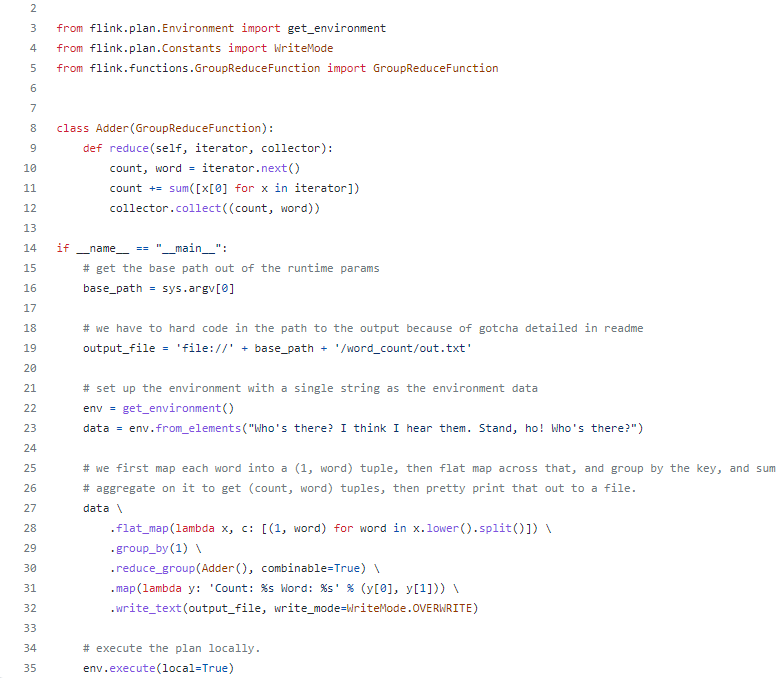 2
3 from flink.plan.Environment import get_environment
4 from flink.plan.Constants import WriteMode
5 from flink.functions.GroupReduceFunction import GroupReduceFunction
6
7
8 class Adder(GroupReduceFunction):
9     def reduce(self, iterator, collector):
10         count, word = iterator.next()
11         count += sum([x[0] for x in iterator])
12         collector.collect((count, word))
13
14 if __name__ == "__main__":
15     # get the base path out of the runtime params
16     base_path = sys.argv[0]
17
18     # we have to hard code in the path to the output because of gotcha detailed in readme
19     output_file = 'file://' + base_path + '/word_count/out.txt'
20
21     # set up the environment with a single string as the environment data
22     env = get_environment()
23     data = env.from_elements("Who's there? I think I hear them. Stand, ho! Who's there?")
24
25     # we first map each word into a (1, word) tuple, then flat map across that, and group by the key, and sum
26     # aggregate on it to get (count, word) tuples, then pretty print that out to a file.
27     data \
28         .flat_map(lambda x, c: [(1, word) for word in x.lower().split()]) \
29         .group_by(1) \
30         .reduce_group(Adder(), combinable=True) \
31         .map(lambda y: 'Count: %s Word: %s' % (y[0], y[1])) \
32         .write_text(output_file, write_mode=WriteMode.OVERWRITE)
33
34     # execute the plan locally.
35     env.execute(local=True)